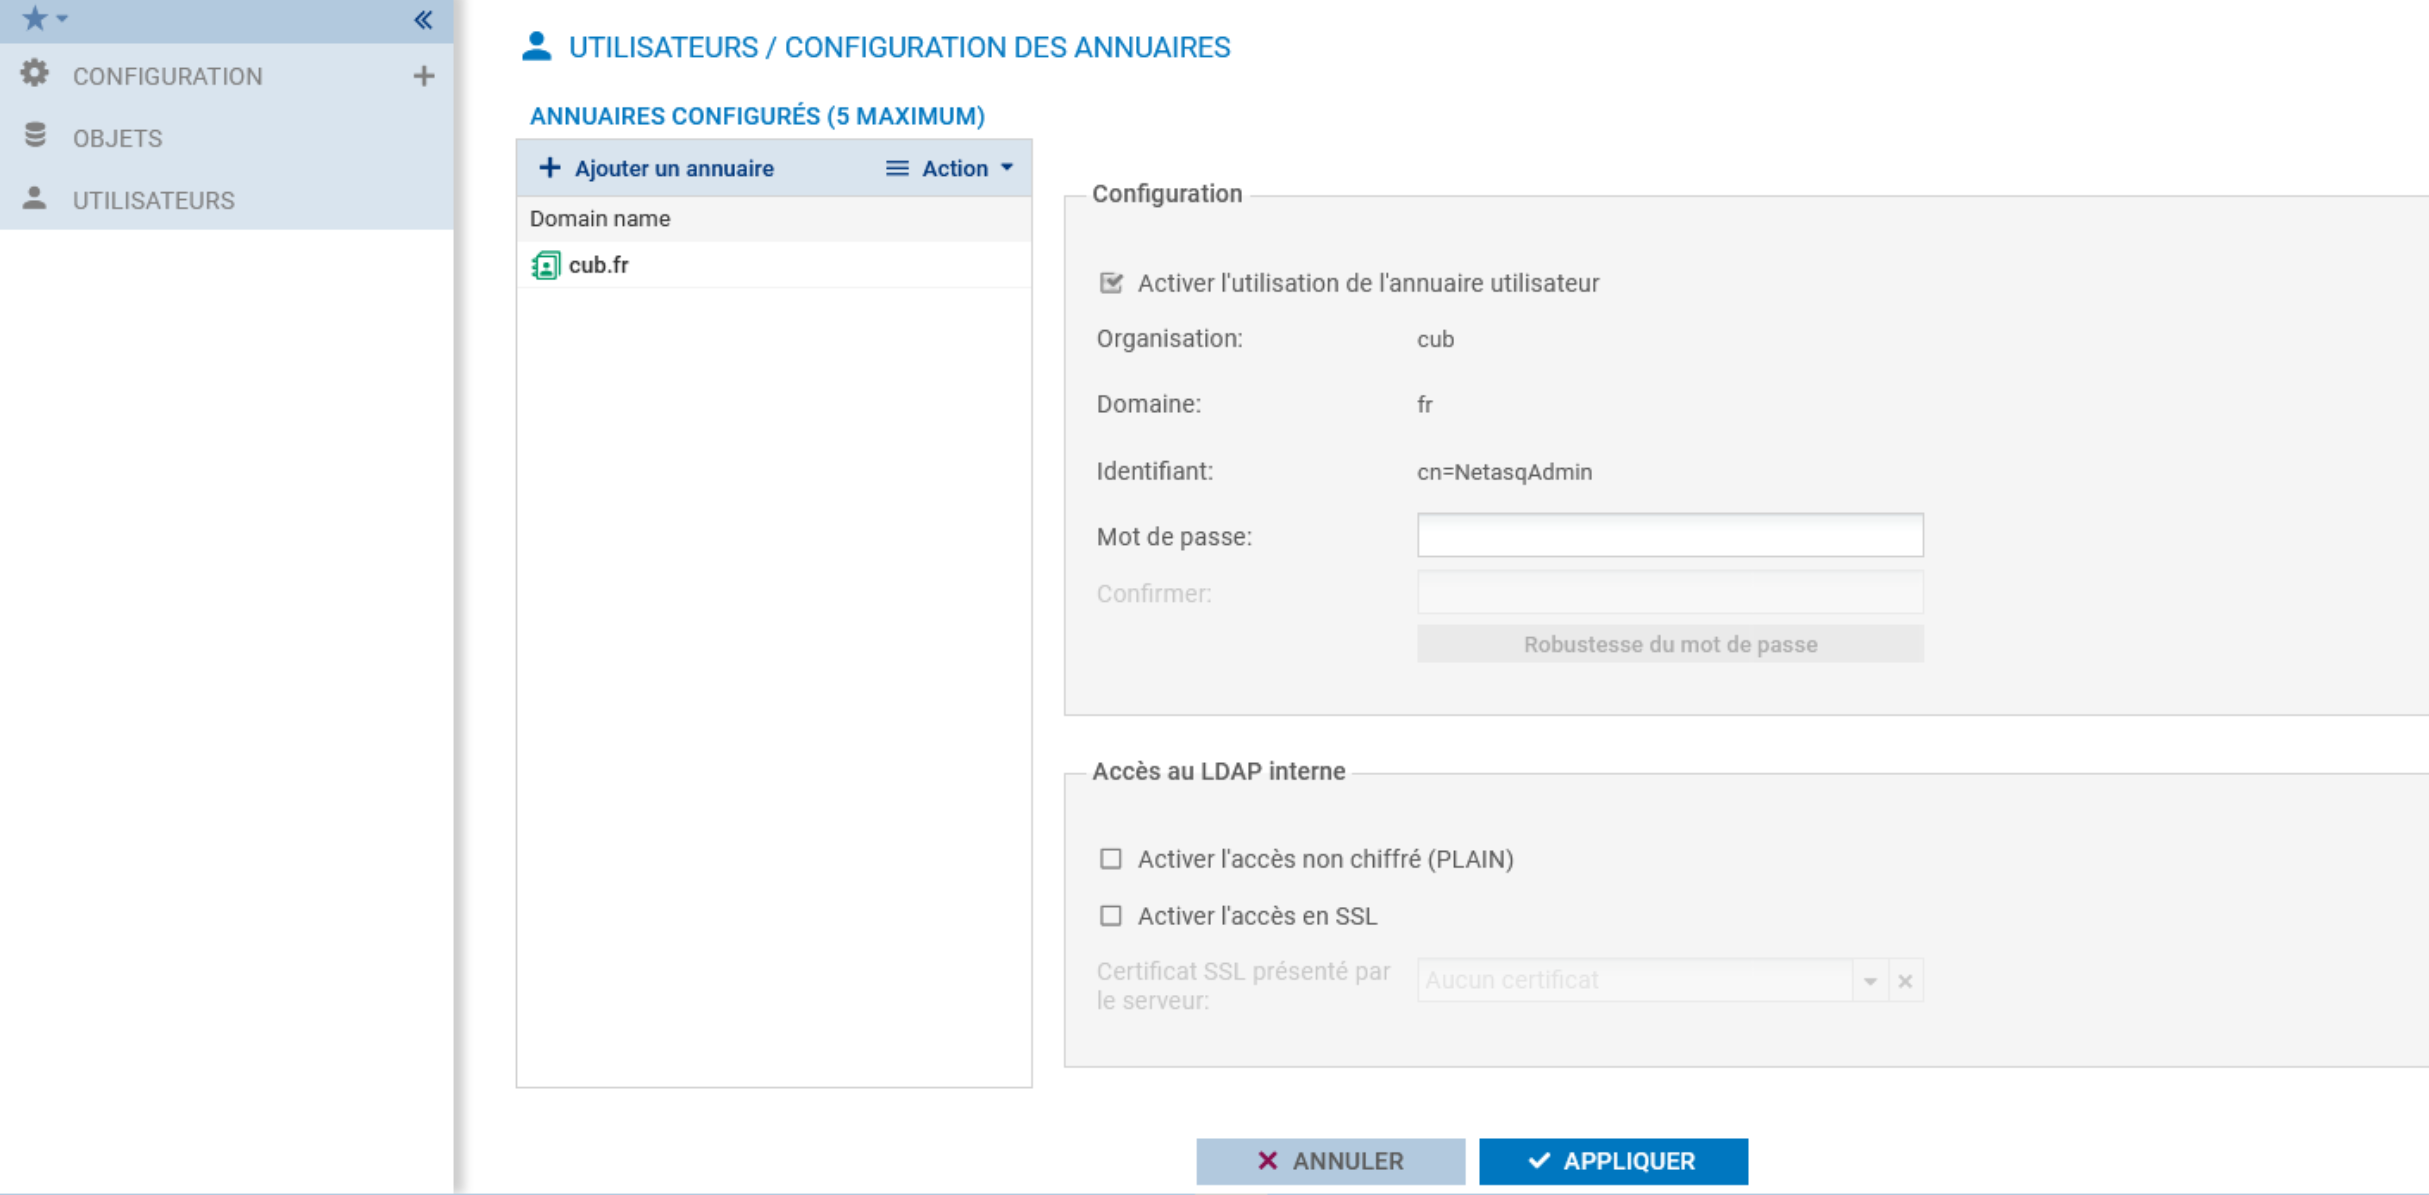 CONFIGURATION
OBJETS
UTILISATEURS
UTILISATEURS / CONFIGURATION DES ANNUAIRES
ANNUAIRES CONFIGURÉS (5 MAXIMUM)
Ajouter un annuaire Action
Domain name
cub.fr
Configuration
Activer l'utilisation de l'annuaire utilisateur
Organisation: cub
Domaine: fr
Identifiant: cn=NetasqAdmin
Mot de passe:
Confirmer:
Robustesse du mot de passe
Accès au LDAP interne
Activer l'accès non chiffré (PLAIN)
Activer l'accès en SSL
Certificat SSL présenté par
le serveur:
Aucun certificat
ANNULER APPLIQUER